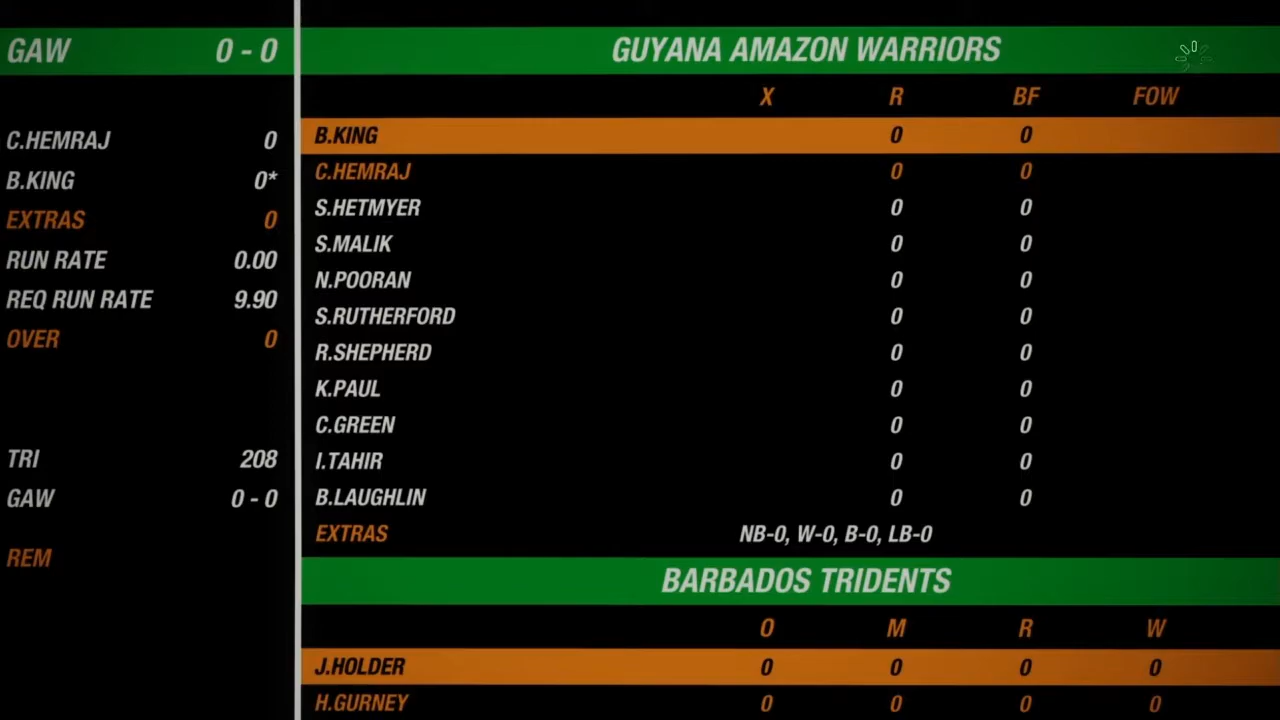 GAW 0 - 0
C.HEMRAJ 0
B.KING 0*
EXTRAS 0
RUN RATE 0.00
REQ RUN RATE 9.90
OVER 0
TRI 208
GAW 0 - 0
REM
GUYANA AMAZON WARRIORS
X R BF FOW
B.KING 0 0
C.HEMRAJ 0 0
S.HETMYER 0 0
S.MALIK 0 0
N.POORAN 0 0
S.RUTHERFORD 0 0
R.SHEPHERD 0 0
K.PAUL 0 0
C.GREEN 0 0
I.TAHIR 0 0
B.LAUGHLIN 0 0
EXTRAS NB-0, W-0, B-0, LB-0
BARBADOS TRIDENTS
O M R W
J.HOLDER 0 0 0 0
H.GURNEY 0 0 0 0